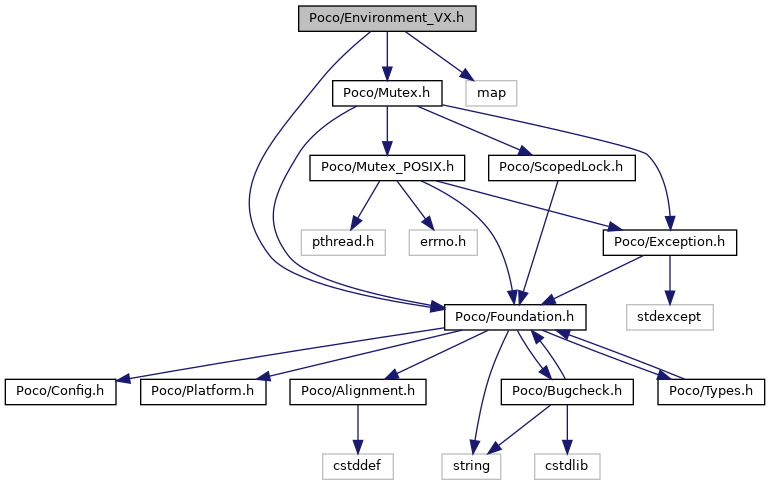 Poco/Environment_VX.h
Poco/Mutex.h
map
Poco/Mutex_POSIX.h
Poco/ScopedLock.h
pthread.h
errno.h
Poco/Exception.h
Poco/Foundation.h
stdexcept
Poco/Config.h
Poco/Platform.h
Poco/Alignment.h
Poco/Bugcheck.h
Poco/Types.h
cstddef
string
cstdlib